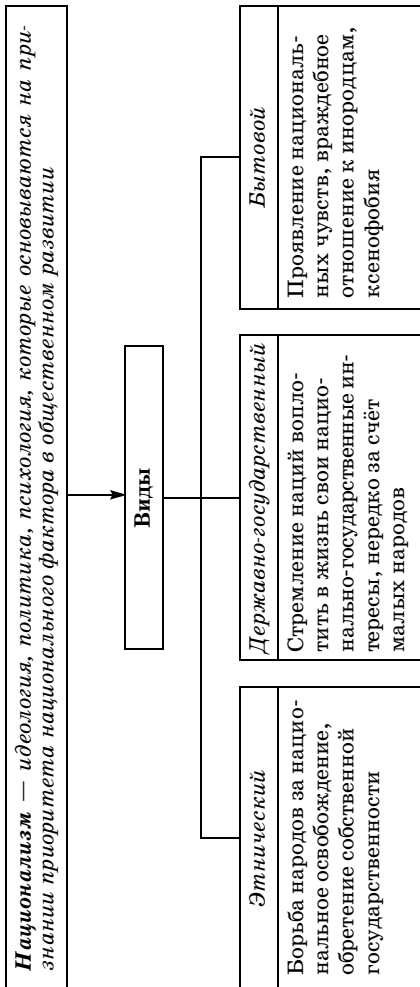 Национализм — идеология, политика, психология, которые основываются на при-
знании приоритета национального фактора в общественном развитии
Виды
Этнический
Борьба народов за нацио-
нальное освобождение,
обретение собственной
государственности
Державно-государственный
Стремление наций вопло-
тить в жизнь свои нацио-
нально-государственные ин-
тересы, нередко за счёт
малых народов
Бытовой
Проявление националь-
ных чувств, враждебное
отношение к инородцам,
ксенофобия